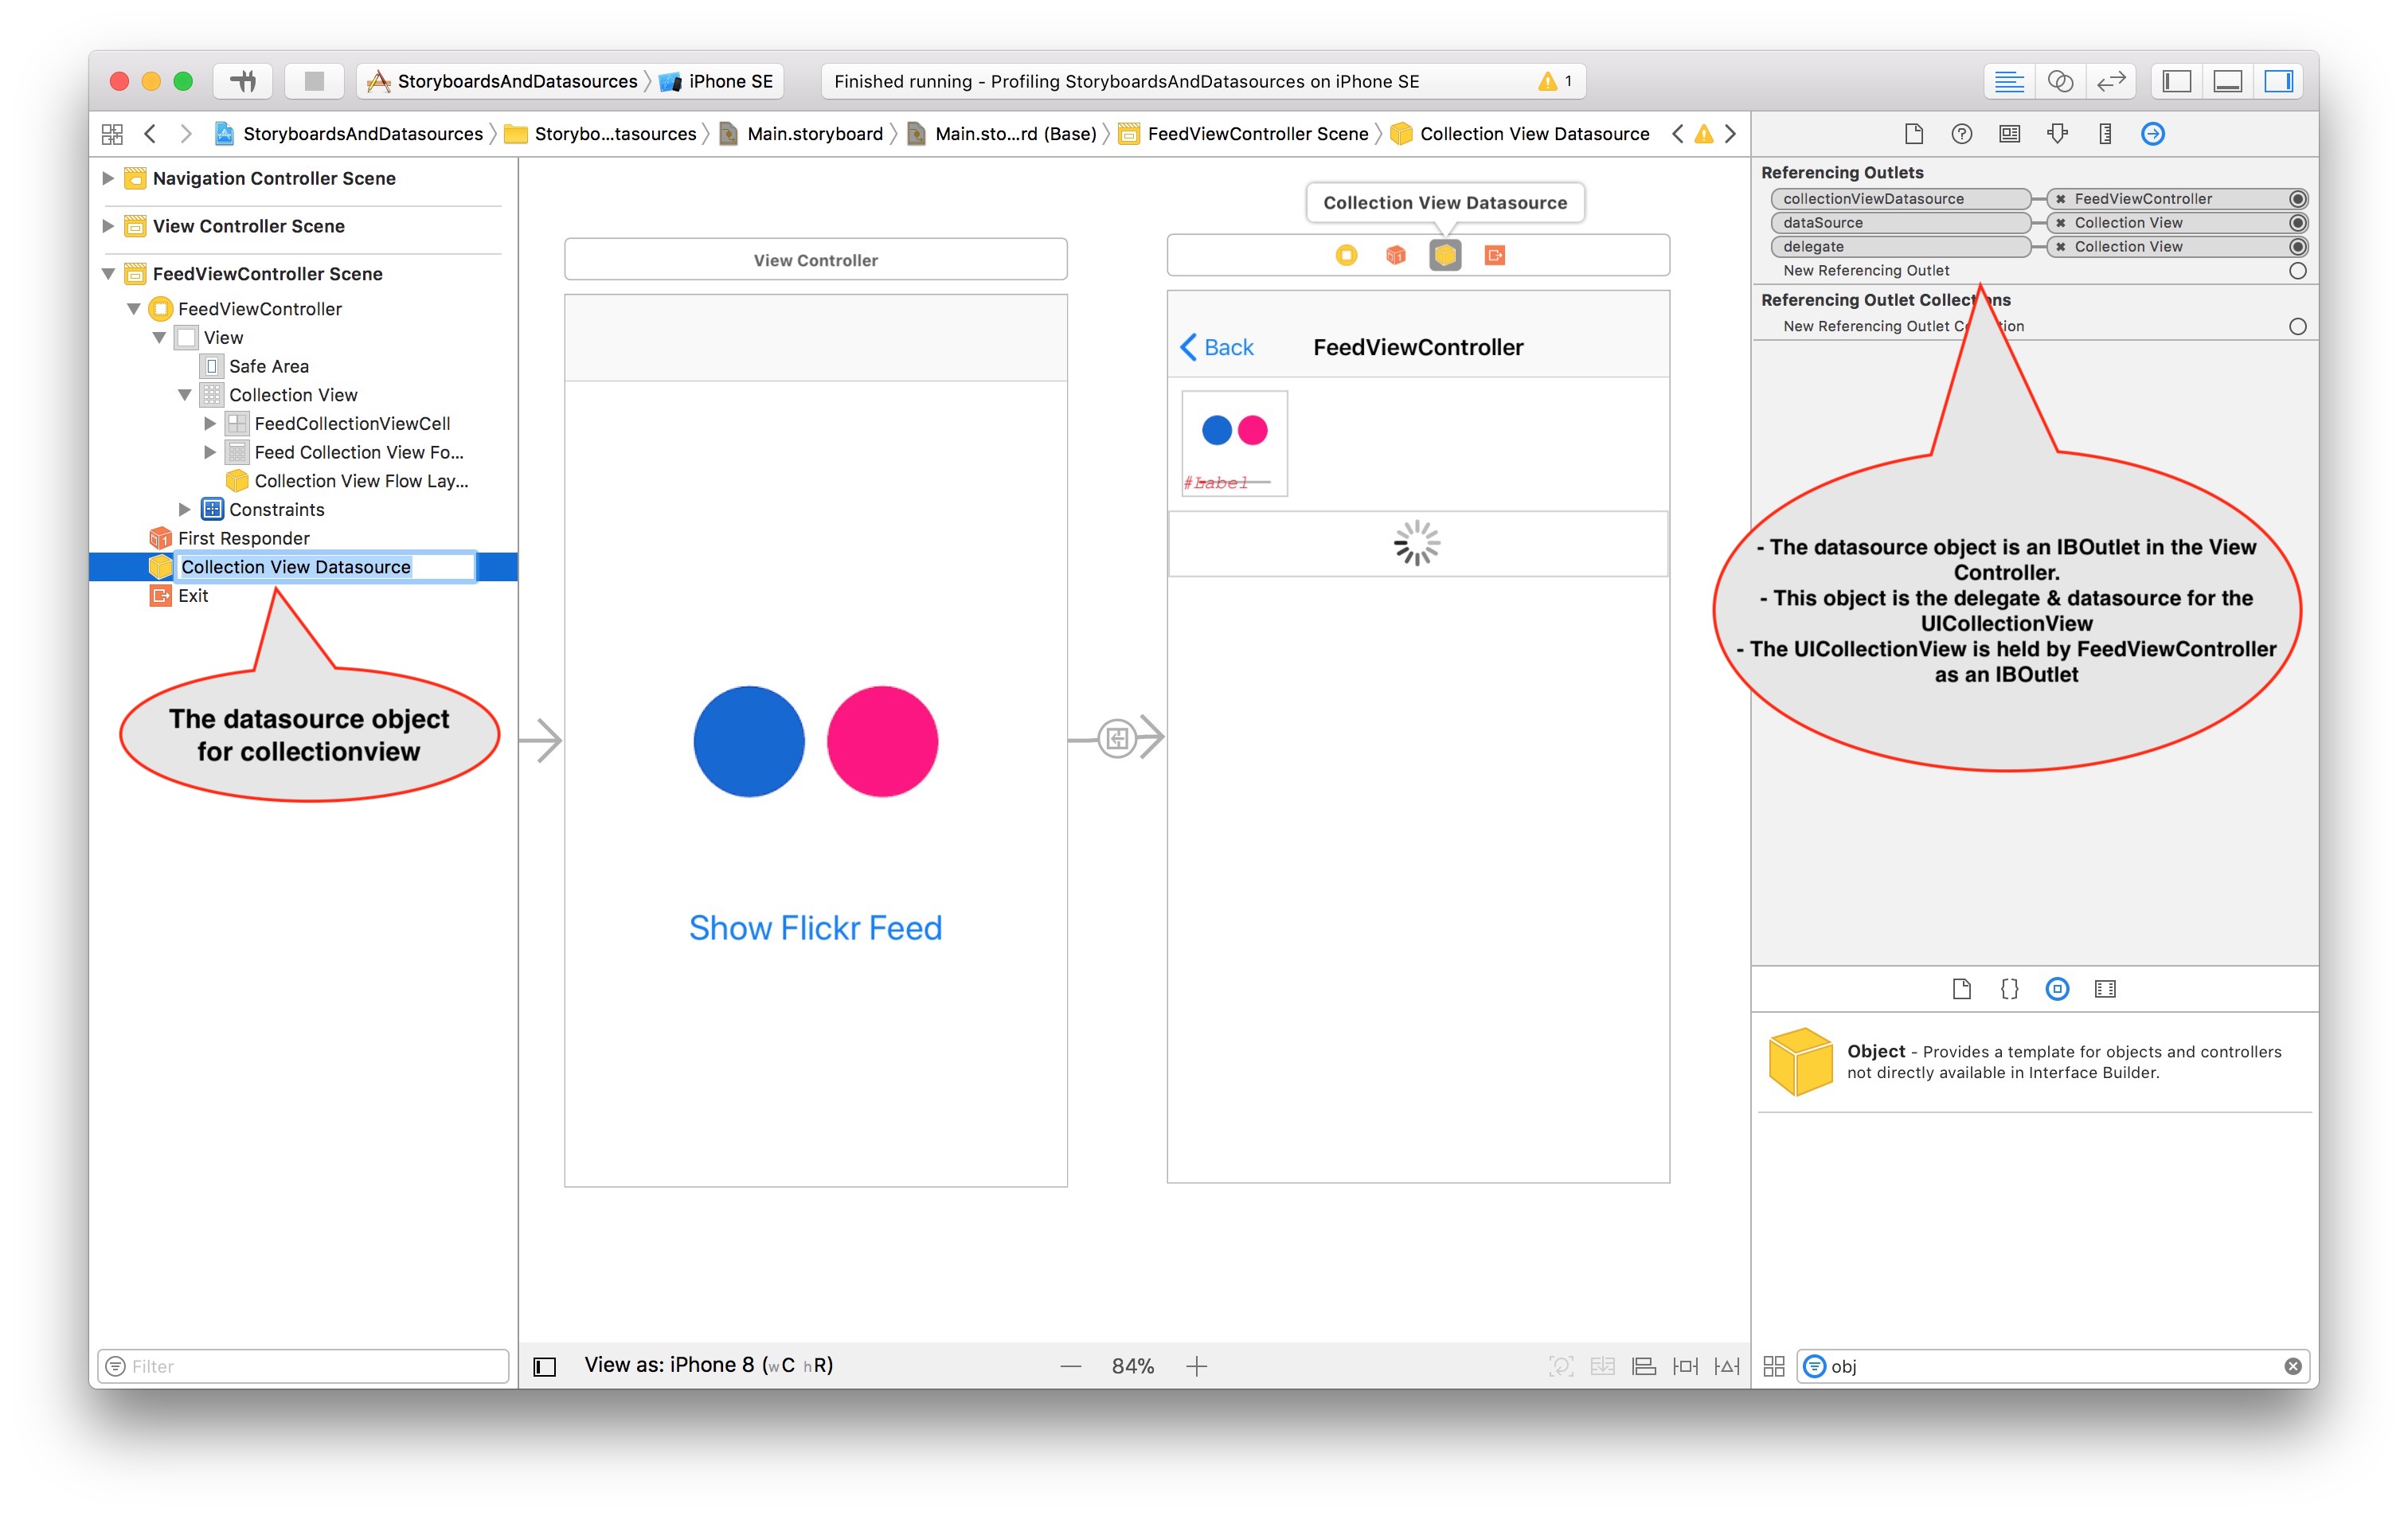 StoryboardsAndDatasources
iPhone SE
Finished running - Profiling StoryboardsAndDatasources on iPhone SE
1
StoryboardsAndDatasources
Storybo...tasources
Main.storyboard
Main.sto...rd (Base)
FeedViewController Scene
Collection View Datasource
Navigation Controller Scene
View Controller Scene
FeedViewController Scene
FeedViewController
View
Safe Area
Collection View
FeedCollectionViewCell
Feed Collection View Fo...
Collection View Flow Lay...
Constraints
First Responder
Collection View Datasource
Exit
The datasource object
for collectionview
Filter
View Controller
Show Flickr Feed
Collection View Datasource
Back
FeedViewController
#Label
View as: iPhone 8 (wC hR)
84%
Referencing Outlets
collectionViewDatasource
FeedViewController
dataSource
Collection View
delegate
Collection View
New Referencing Outlet
Referencing Outlet Collections
New Referencing Outlet Collection
- The datasource object is an IBOutlet in the View
Controller.
- This object is the delegate & datasource for the
UICollectionView
- The UICollectionView is held by FeedViewController
as an IBOutlet
Object - Provides a template for objects and controllers
not directly available in Interface Builder.
obj